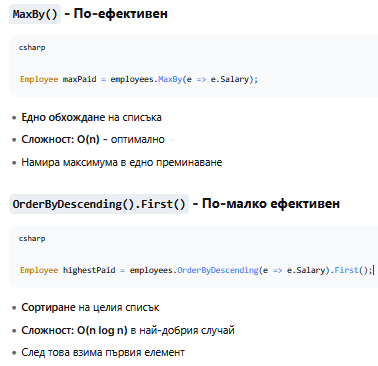 MaxBy() - По-ефективен
csharp
Employee maxPaid = employees.MaxBy(e => e.Salary);
Едно обхождане на списъка
Сложност: O(n) - оптимално
Намира максимума в едно преминаване
OrderByDescending().First() - По-малко ефективен
csharp
Employee highestPaid = employees.OrderByDescending(e => e.Salary).First();
Сортиране на целия списък
Сложност: O(n log n) в най-добрия случай
След това взима първия елемент